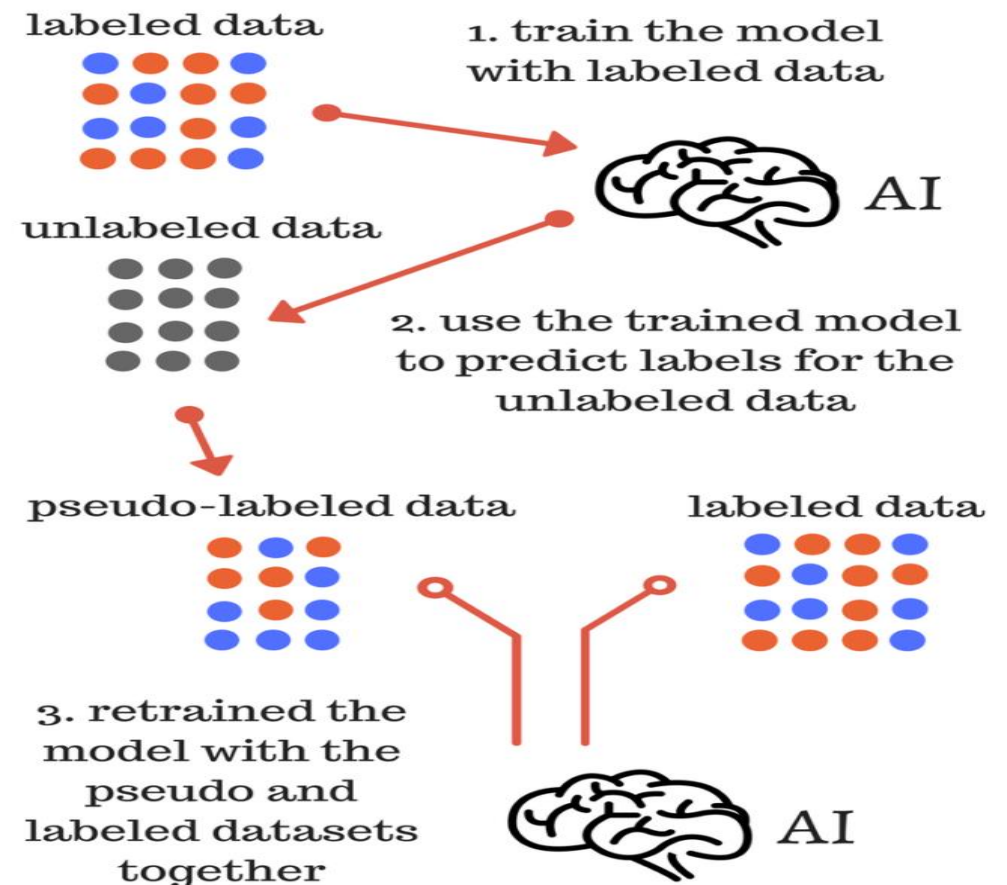 labeled data
1. train the model
with labeled data
AI
unlabeled data
2. use the trained model
to predict labels for the
unlabeled data
pseudo-labeled data
labeled data
3. retrained the
model with the
pseudo and
labeled datasets
together
AI